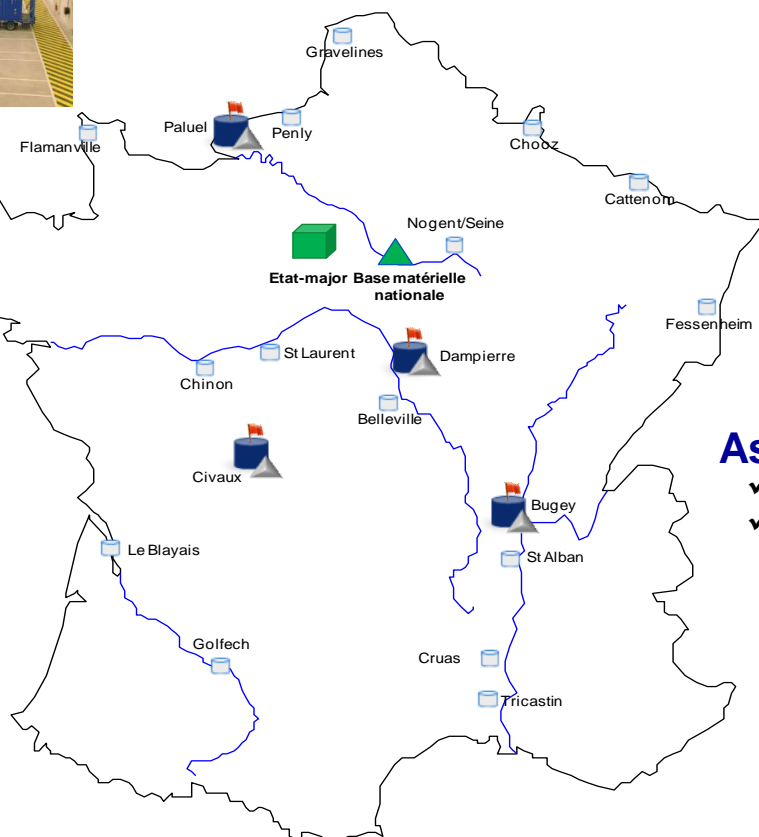 Gravelines
Paluel
Penly
Flamanville
Chooz
Cattenom
Nogent/Seine
Etat-major Base matérielle
nationale
Fessenheim
St Laurent
Dampierre
Chinon
Belleville
As
Civaux
Bugey
Le Blayais
St Alban
Golfech
Cruas
Tricastin